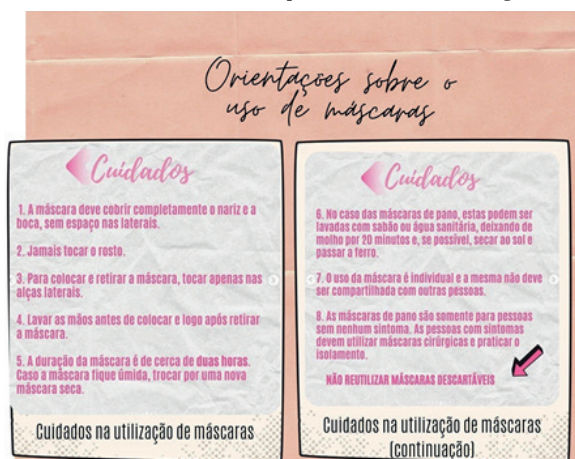 Orientações sobre o
uso de máscaras
Cuidados
1. A máscara deve cobrir completamente o nariz e a
boca, sem espaço nas laterais.
2. Jamais tocar o rosto.
3. Para colocar e retirar a máscara, tocar apenas nas
alças laterais.
4. Lavar as mãos antes de colocar e logo após retirar
a máscara.
5. A duração da máscara é de cerca de duas horas.
Caso a máscara fique úmida, trocar por uma nova
máscara seca.
Cuidados na utilização de máscaras
Cuidados
6. No caso das máscaras de pano, estas podem ser
lavadas com sabão ou água sanitária, deixando de
molho por 20 minutos e, se possível, secar ao sol e
passar a ferro.
7. O uso da máscara é individual e a mesma não deve
ser compartilhada com outras pessoas.
8. As máscaras de pano são somente para pessoas
sem nenhum sintoma. As pessoas com sintomas
devem utilizar máscaras cirúrgicas e praticar o
isolamento.
NÃO REUTILIZAR MÁSCARAS DESCARTÁVEIS
Cuidados na utilização de máscaras
(continuação)